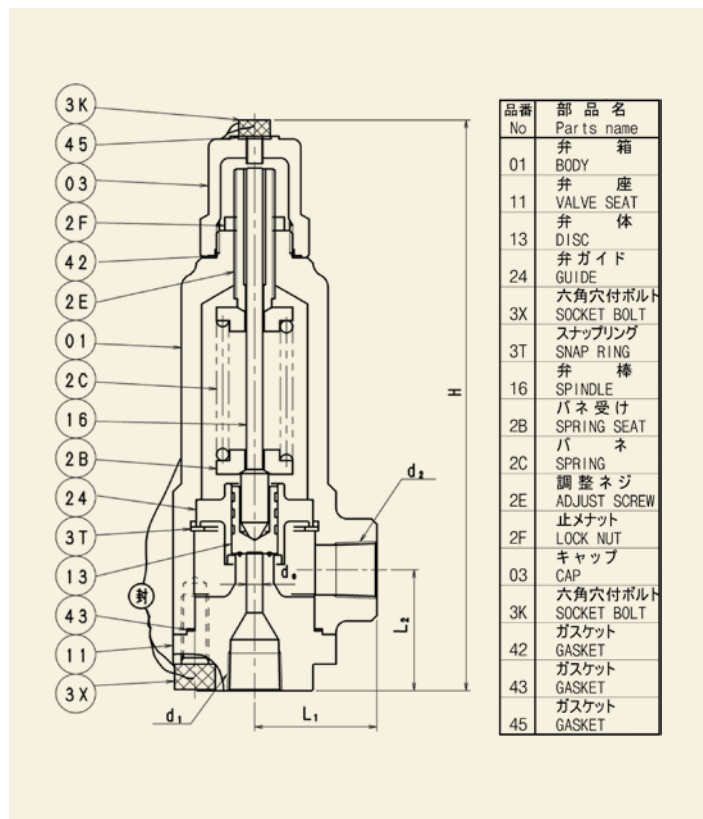 3K
45
03
2F
42
2E
01
2C
16
2B
24
3T
13
封
43
11
3X
H
d₂
d₀
L₂
d₁
L₁
品番 部品名
No Parts name
弁箱
01 BODY
弁座
11 VALVE SEAT
弁体
13 DISC
弁ガイド
24 GUIDE
六角穴付ボルト
3X SOCKET BOLT
スナップリング
3T SNAP RING
弁棒
16 SPINDLE
バネ受け
2B SPRING SEAT
バネ
2C SPRING
調整ネジ
2E ADJUST SCREW
止メナット
2F LOCK NUT
キャップ
03 CAP
六角穴付ボルト
3K SOCKET BOLT
ガスケット
42 GASKET
ガスケット
43 GASKET
ガスケット
45 GASKET